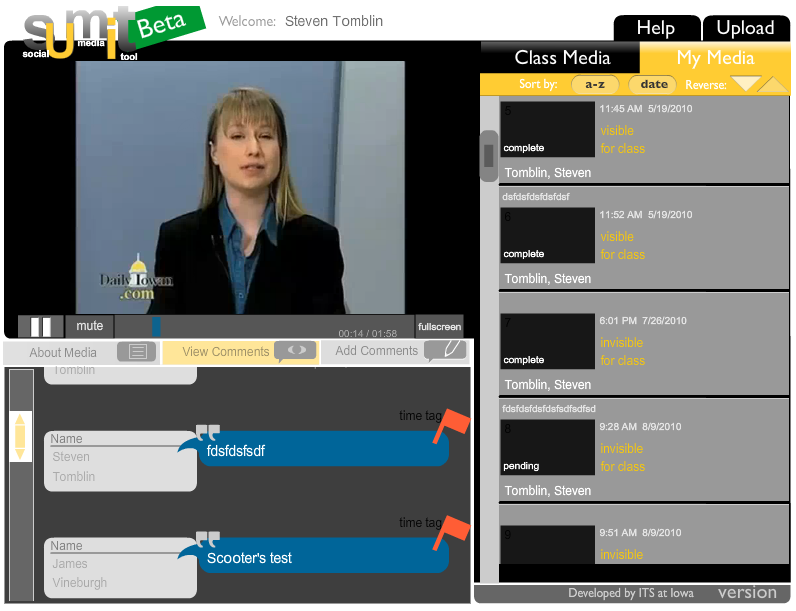 sumit
social media tool
Beta
Welcome: Steven Tomblin
Help
Upload
Class Media
My Media
Sort by:
a-z
date
Reverse:
Daily Iowan
.com
mute
00:14 / 01:58
fullscreen
About Media
View Comments
Add Comments
Tomblin
time tag
Name
Steven
Tomblin
fdsfdsfsdf
time tag
Name
James
Vineburgh
Scooter's test
5
complete
11:45 AM 5/19/2010
visible
for class
Tomblin, Steven
dsfdsfdsfdsfdsf
6
complete
11:52 AM 5/19/2010
visible
for class
Tomblin, Steven
7
complete
6:01 PM 7/26/2010
invisible
for class
Tomblin, Steven
fdsfdsfdsfdsfsdfsdfsd
8
pending
9:28 AM 8/9/2010
invisible
for class
Tomblin, Steven
9
9:51 AM 8/9/2010
invisible
Developed by ITS at Iowa
version